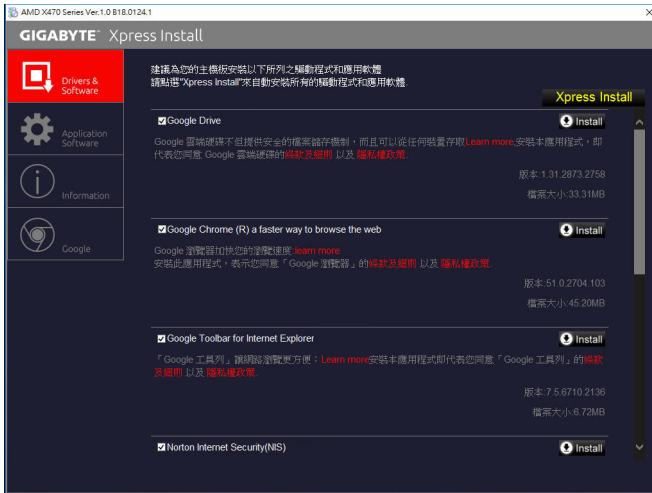 AMD X470 Series Ver.1.0 B18.0124.1
GIGABYTE™ Xpress Install
Drivers &
Software
Application
Software
Information
Google
建議為您的主機板安裝以下所列之驅動程式和應用軟體
請點選"Xpress Install"來自動安裝所有的驅動程式和應用軟體.
Xpress Install
Google Drive
Install
Google 雲端硬碟不但提供安全的檔案儲存機制，而且可以從任何裝置存取Learn more,安裝本應用程式，即
代表您同意 Google 雲端硬碟的條款及細則 以及 隱私權政策.
版本:1.31.2873.2758
檔案大小:33.31MB
Google Chrome (R) a faster way to browse the web
Install
Google 瀏覽器加快您的瀏覽速度.learn more
安裝此應用程式，表示您同意「Google 瀏覽器」的條款及細則 以及 隱私權政策.
版本:51.0.2704.103
檔案大小:45.20MB
Google Toolbar for Internet Explorer
Install
「Google 工具列」讓網路瀏覽更方便：Learn more安裝本應用程式即代表您同意「Google 工具列」的條款
及細則 以及 隱私權政策.
版本:7.5.6710.2136
檔案大小:6.72MB
Norton Internet Security(NIS)
Install